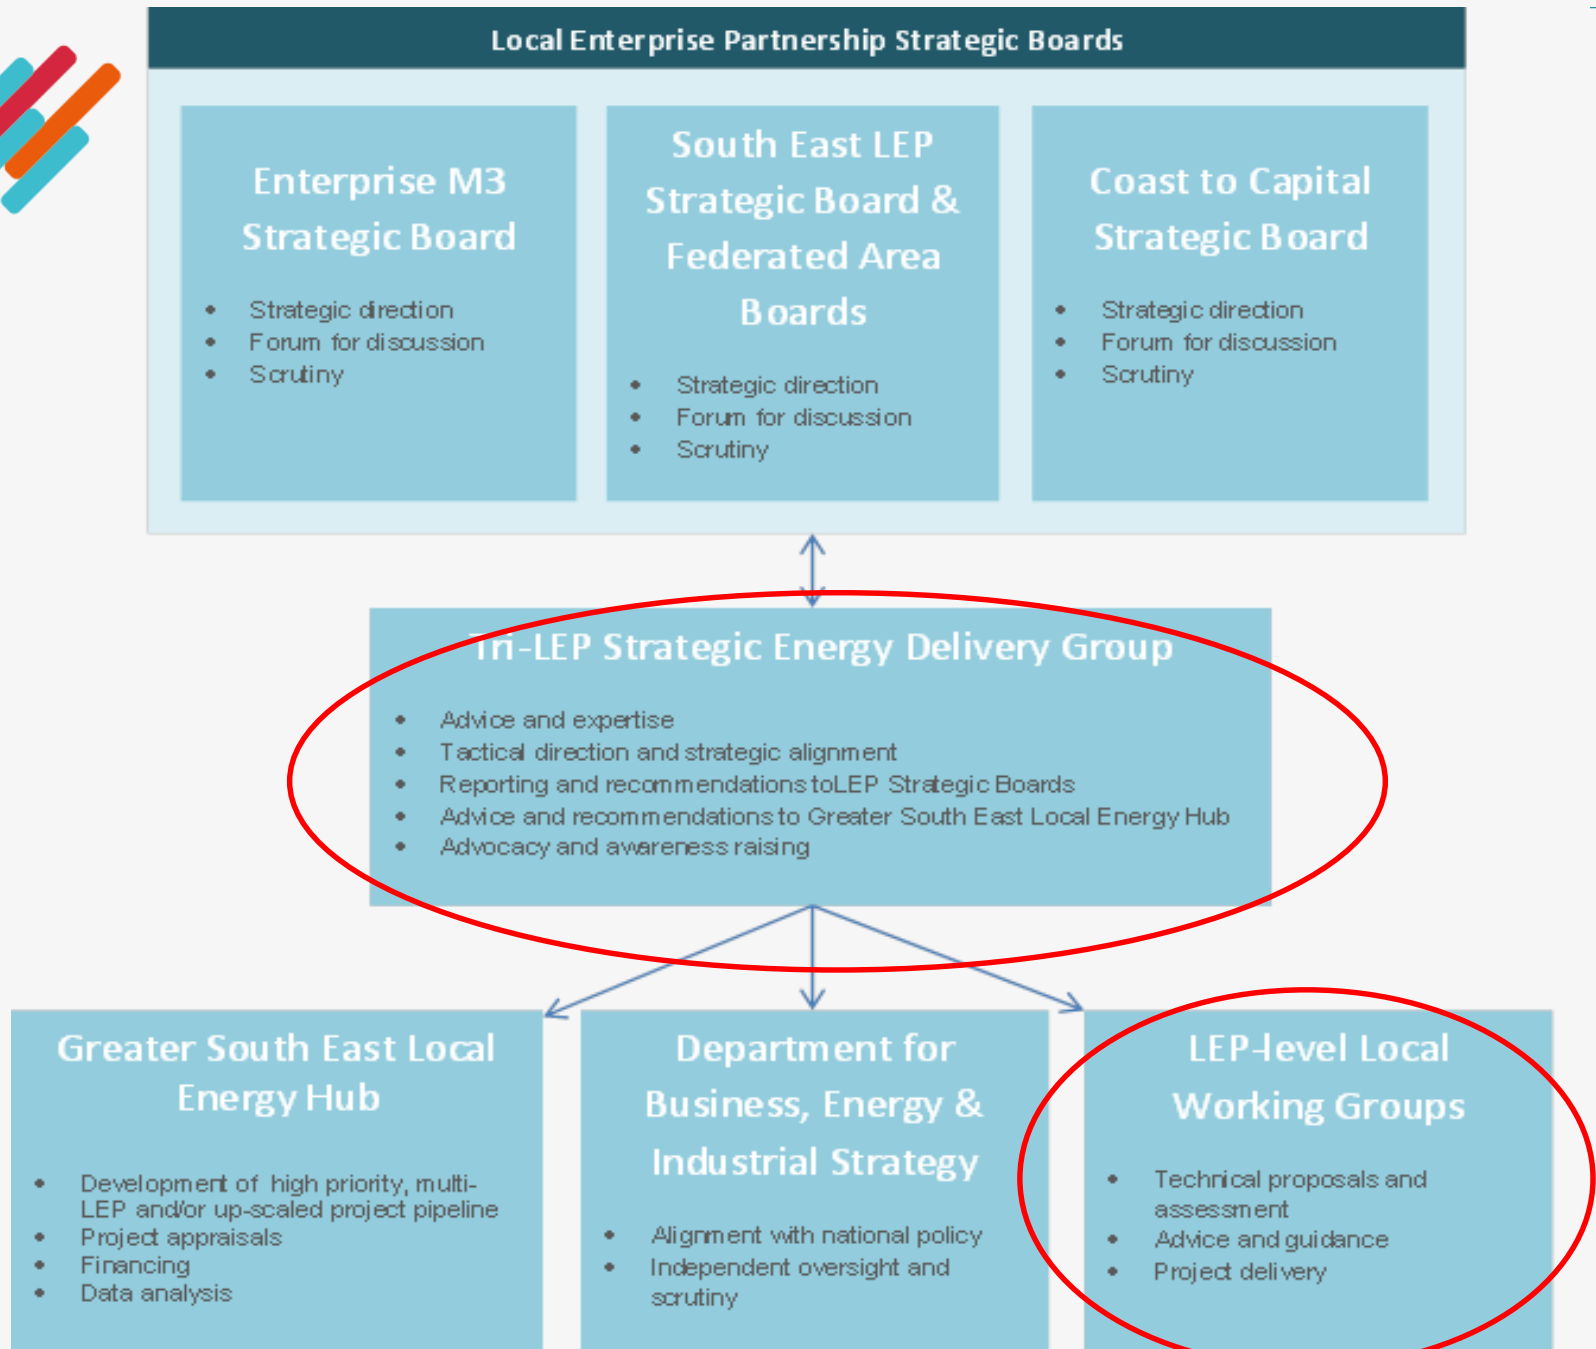 Local Enterprise Partnership Strategic Boards
Enterprise M3
Strategic Board
• Strategic direction
• Forum for discussion
• Scrutiny
South East LEP
Strategic Board &
Federated Area
Boards
• Strategic direction
• Forum for discussion
• Scrutiny
Coast to Capital
Strategic Board
• Strategic direction
• Forum for discussion
• Scrutiny
Tri-LEP Strategic Energy Delivery Group
• Advice and expertise
• Tactical direction and strategic alignment
• Reporting and recommendations to LEP Strategic Boards
• Advice and recommendations to Greater South East Local Energy Hub
• Advocacy and awareness raising
Greater South East Local
Energy Hub
• Development of high priority, multi-
LEP and/or up-scaled project pipeline
• Project appraisals
• Financing
• Data analysis
Department for
Business, Energy &
Industrial Strategy
• Alignment with national policy
• Independent oversight and
scrutiny
LEP-level Local
Working Groups
• Technical proposals and
assessment
• Advice and guidance
• Project delivery